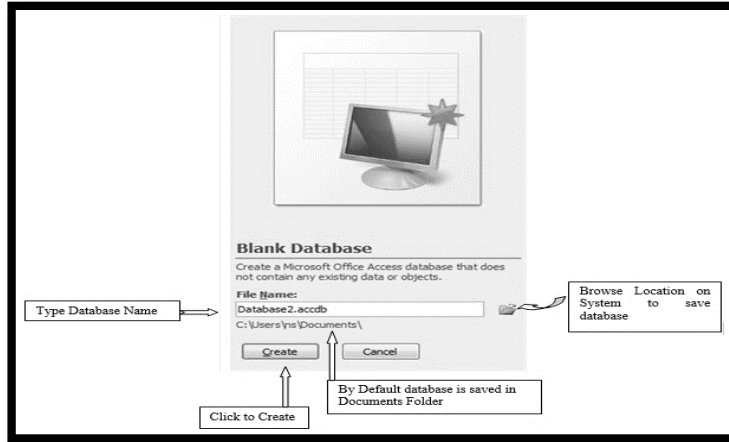 Blank Database
Create a Microsoft Office Access database that does
not contain any existing data or objects.
File Name:
Type Database Name
Database2.accdb
Browse Location on
System to save
database
C:\Users\ns\Documents\
Create
Cancel
By Default database is saved in
Documents Folder
Click to Create